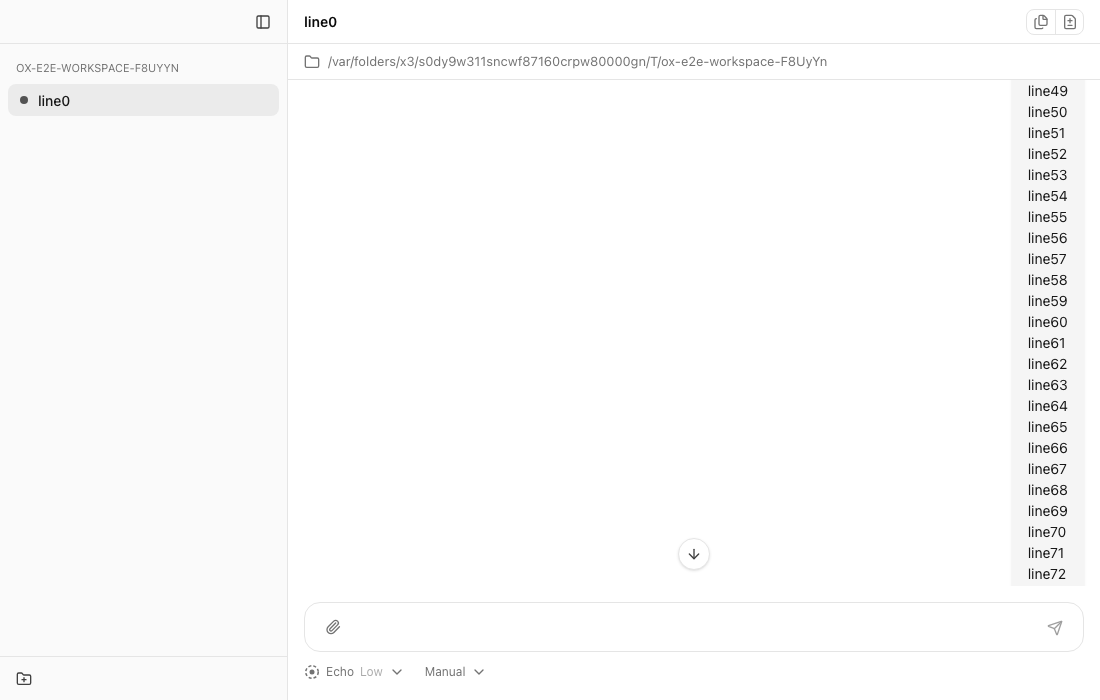 line0
/var/folders/x3/s0dy9w311sncwf87160crpw80000gn/T/ox-e2e-workspace-F8UyYn
OX-E2E-WORKSPACE-F8UYYN
line0
line49
line50
line51
line52
line53
line54
line55
line56
line57
line58
line59
line60
line61
line62
line63
line64
line65
line66
line67
line68
line69
line70
line71
line72
Echo Low Manual